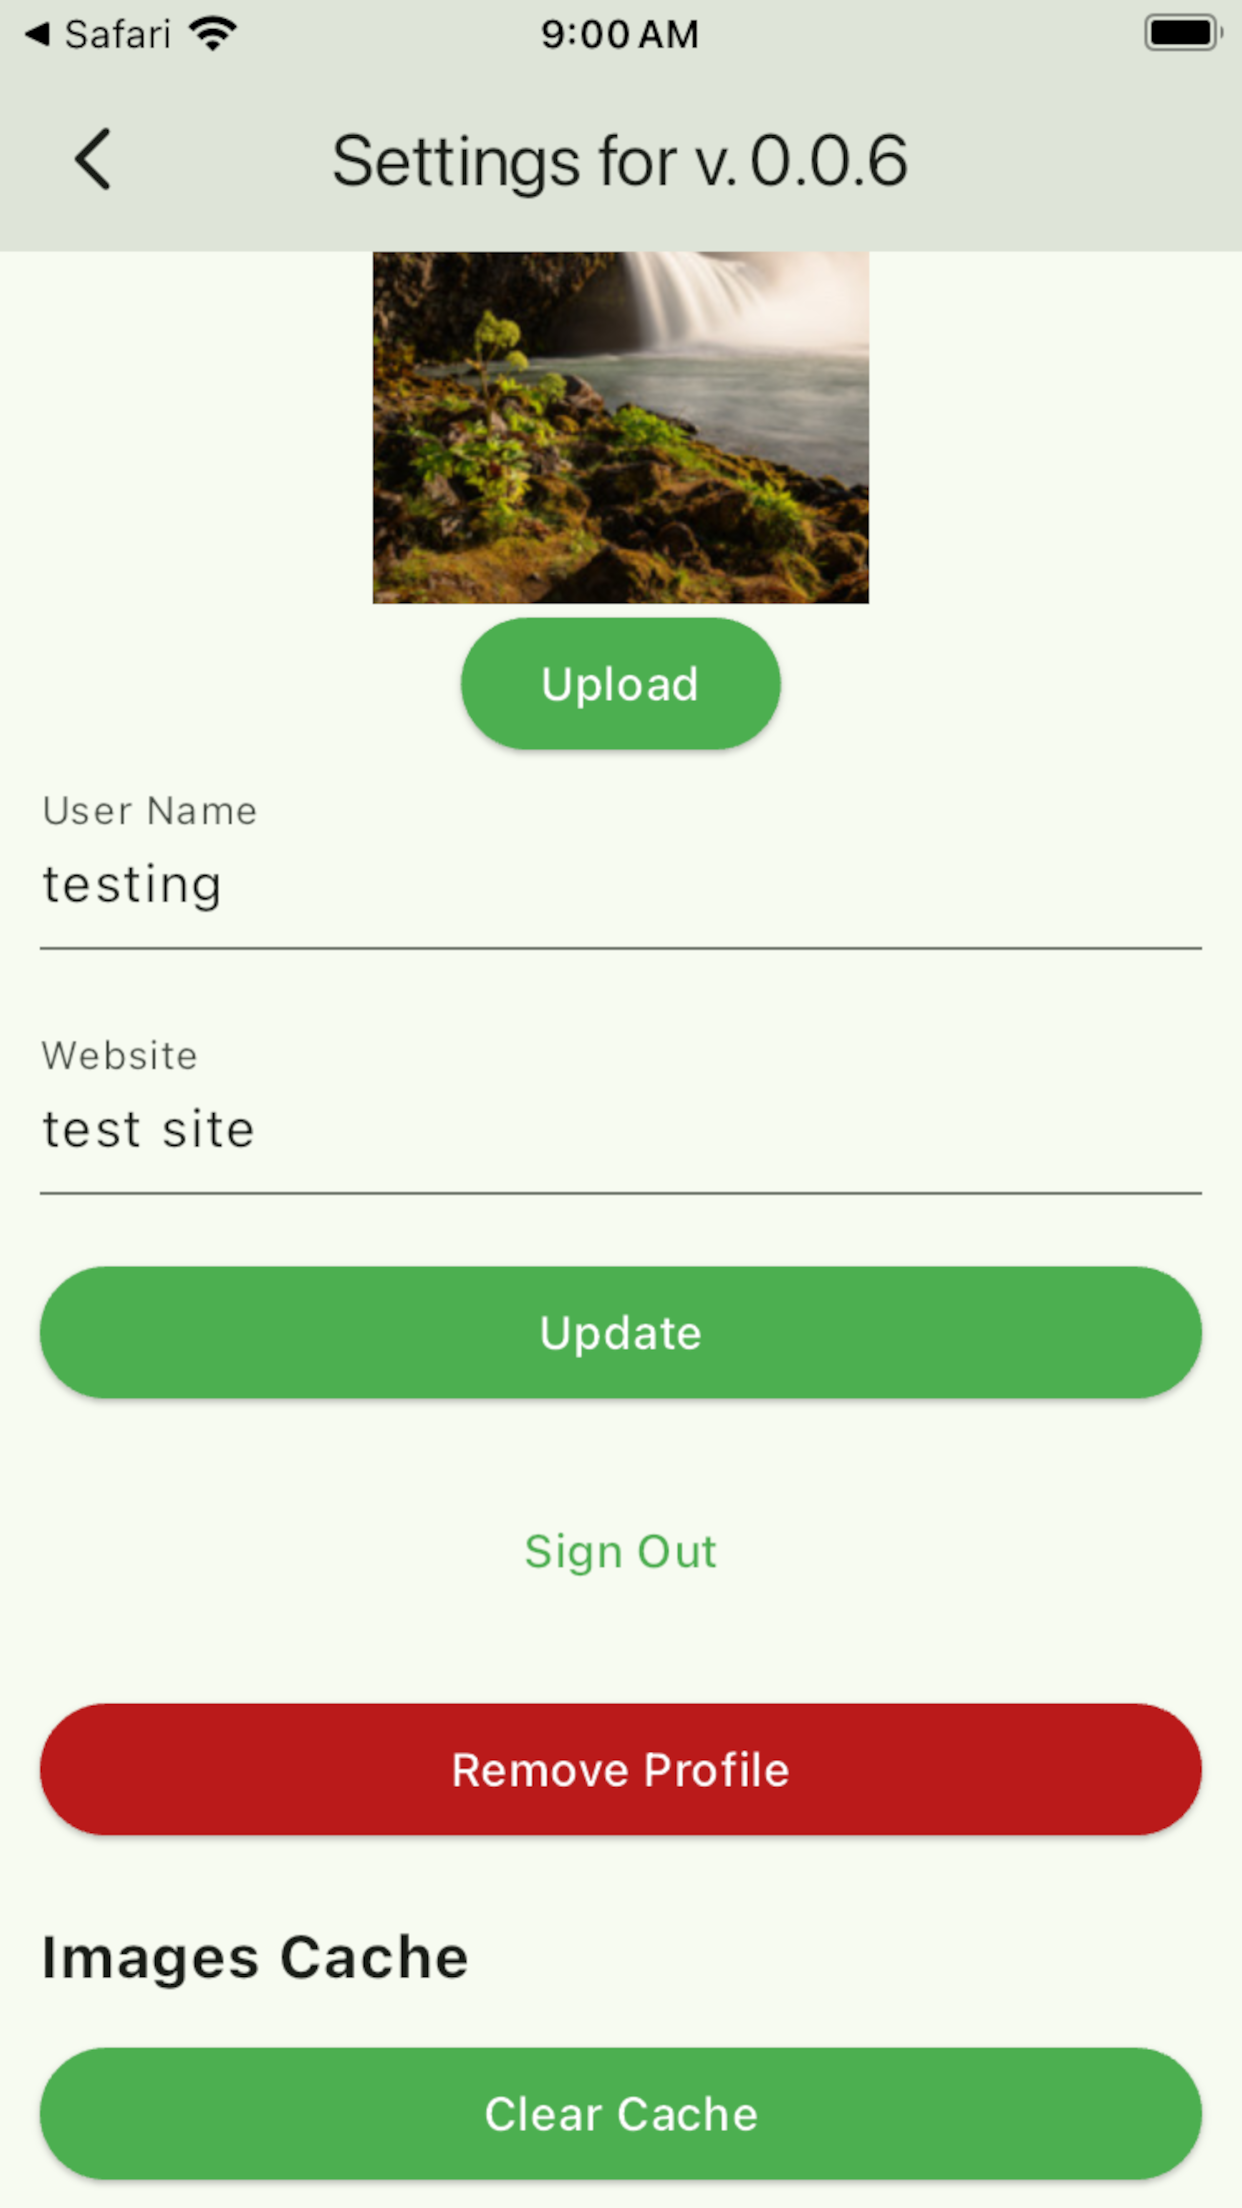 Safari
9:00 AM
Settings for v. 0.0.6
Upload
User Name
testing
Website
test site
Update
Sign Out
Remove Profile
Images Cache
Clear Cache